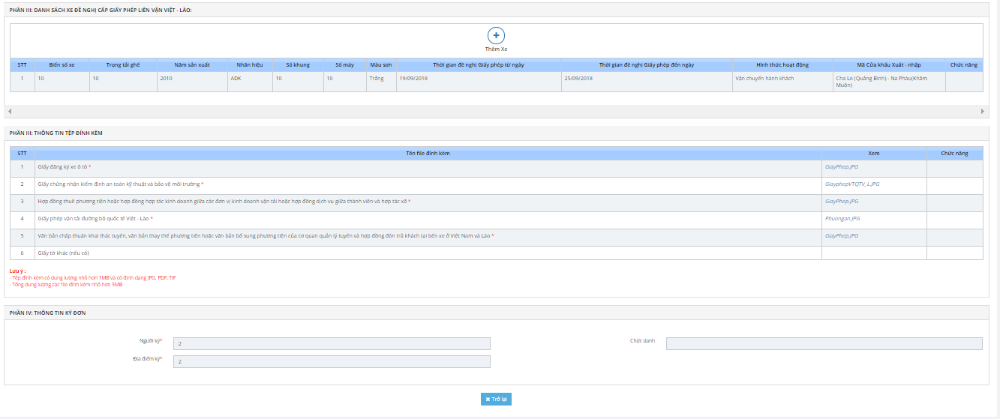 PHẦN III: DANH SÁCH XE ĐỀ NGHỊ CẤP GIẤY PHÉP LIÊN VẬN VIỆT - LÀO:
Thêm Xe
STT Biển số xe Trọng tải ghế Năm sản xuất Nhãn hiệu Số khung Số máy Màu sơn Thời gian đề nghị Giấy phép từ ngày Thời gian đề nghị Giấy phép đến ngày Hình thức hoạt động Mã Cửa khẩu Xuất - nhập Chức năng
1 10 10 2010 ADK 10 10 Trắng 19/09/2018 25/09/2018 Vận chuyển hành khách Cha Lo (Quảng Bình) - Na Phàu(Khăm
Muồn)
PHẦN III: THÔNG TIN TỆP ĐÍNH KÈM
STT Tên file đính kèm Xem Chức năng
1 Giấy đăng ký xe ô tô * GiayPhep.JPG
2 Giấy chứng nhận kiểm định an toàn kỹ thuật và bảo vệ môi trường * GiayphepVTQTV_L.JPG
3 Hợp đồng thuê phương tiện hoặc hợp đồng hợp tác kinh doanh giữa các đơn vị kinh doanh vận tải hoặc hợp đồng dịch vụ giữa thành viên và hợp tác xã * GiayPhep.JPG
4 Giấy phép vận tải đường bộ quốc tế Việt - Lào * Phuongan.JPG
5 Văn bản chấp thuận khai thác tuyến, văn bản thay thế phương tiện hoặc văn bản bổ sung phương tiện của cơ quan quản lý tuyến và hợp đồng đón trả khách tại bến xe ở Việt Nam và Lào * GiayPhep.JPG
6 Giấy tờ khác (nếu có)
Lưu ý :
- Tệp đính kèm có dung lượng nhỏ hơn 1MB và có định dạng JPG, PDF, TIF
- Tổng dung lượng các file đính kèm nhỏ hơn 5MB
PHẦN IV: THÔNG TIN KÝ ĐƠN
Người ký* 2 Chức danh
Địa điểm ký* 2
✖ Trở lại